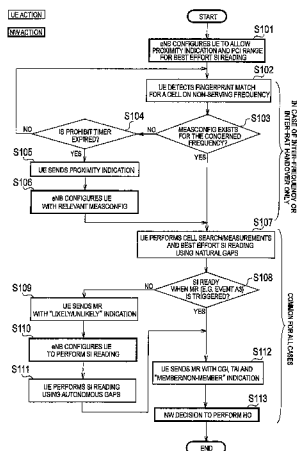 UE ACTION
NW ACTION
START
S101
eNB CONFIGURES UE TO ALLOW
PROXIMITY INDICATION AND PCI RANGE
FOR BEST EFFORT SI READING
S102
UE DETECTS FINGERPRINT MATCH
FOR A CELL ON NON-SERVING FREQUENCY
S103
MEASCONFIG EXISTS
FOR THE CONCERNED
FREQUENCY?
NO
YES
S104
IS PROHIBIT TIMER
EXPIRED?
NO
YES
S105
UE SENDS PROXIMITY INDICATION
S106
eNB CONFIGURES UE
WITH RELEVANT MEASCONFIG
IN CASE OF INTER-FREQUENCY OR
INTER-RAT HANDOVER ONLY
S107
UE PERFORMS CELL SEARCH/MEASUREMENTS
AND BEST EFFORT SI READING
USING NATURAL GAPS
S108
SI READY
WHEN MR (E.G. EVENT A3)
IS TRIGGERED?
NO
YES
S109
UE SENDS MR
WITH "LIKELY/UNLIKELY" INDICATION
S110
eNB CONFIGURES UE
TO PERFORM SI READING
S111
UE PERFORMS SI READING
USING AUTONOMOUS GAPS
S112
UE SENDS MR WITH CGI, TAI AND
"MEMBER/NON-MEMBER" INDICATION
S113
NW DECISION TO PERFORM HO
COMMON FOR ALL CASES
END